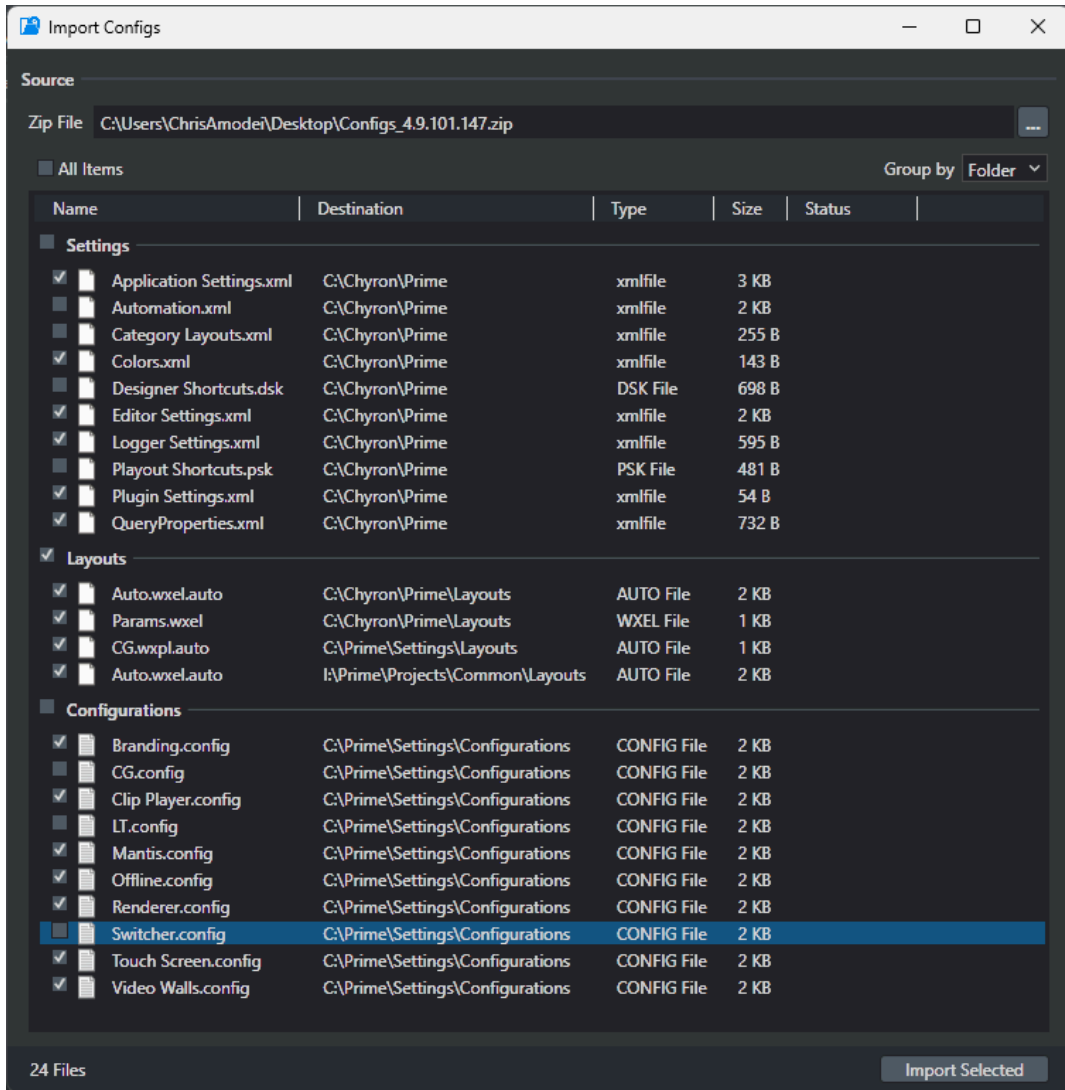 Import Configs
Source
Zip File C:\Users\ChrisAmodei\Desktop\Configs_4.9.101.147.zip ...
All Items Group by Folder
Name Destination Type Size Status
Settings
Application Settings.xml C:\Chyron\Prime xmlfile 3 KB
Automation.xml C:\Chyron\Prime xmlfile 2 KB
Category Layouts.xml C:\Chyron\Prime xmlfile 255 B
Colors.xml C:\Chyron\Prime xmlfile 143 B
Designer Shortcuts.dsk C:\Chyron\Prime DSK File 698 B
Editor Settings.xml C:\Chyron\Prime xmlfile 2 KB
Logger Settings.xml C:\Chyron\Prime xmlfile 595 B
Playout Shortcuts.psk C:\Chyron\Prime PSK File 481 B
Plugin Settings.xml C:\Chyron\Prime xmlfile 54 B
QueryProperties.xml C:\Chyron\Prime xmlfile 732 B
Layouts
Auto.wxel.auto C:\Chyron\Prime\Layouts AUTO File 2 KB
Params.wxel C:\Chyron\Prime\Layouts WXEL File 1 KB
CG.wxpl.auto C:\Prime\Settings\Layouts AUTO File 1 KB
Auto.wxel.auto I:\Prime\Projects\Common\Layouts AUTO File 2 KB
Configurations
Branding.config C:\Prime\Settings\Configurations CONFIG File 2 KB
CG.config C:\Prime\Settings\Configurations CONFIG File 2 KB
Clip Player.config C:\Prime\Settings\Configurations CONFIG File 2 KB
LT.config C:\Prime\Settings\Configurations CONFIG File 2 KB
Mantis.config C:\Prime\Settings\Configurations CONFIG File 2 KB
Offline.config C:\Prime\Settings\Configurations CONFIG File 2 KB
Renderer.config C:\Prime\Settings\Configurations CONFIG File 2 KB
Switcher.config C:\Prime\Settings\Configurations CONFIG File 2 KB
Touch Screen.config C:\Prime\Settings\Configurations CONFIG File 2 KB
Video Walls.config C:\Prime\Settings\Configurations CONFIG File 2 KB
24 Files Import Selected